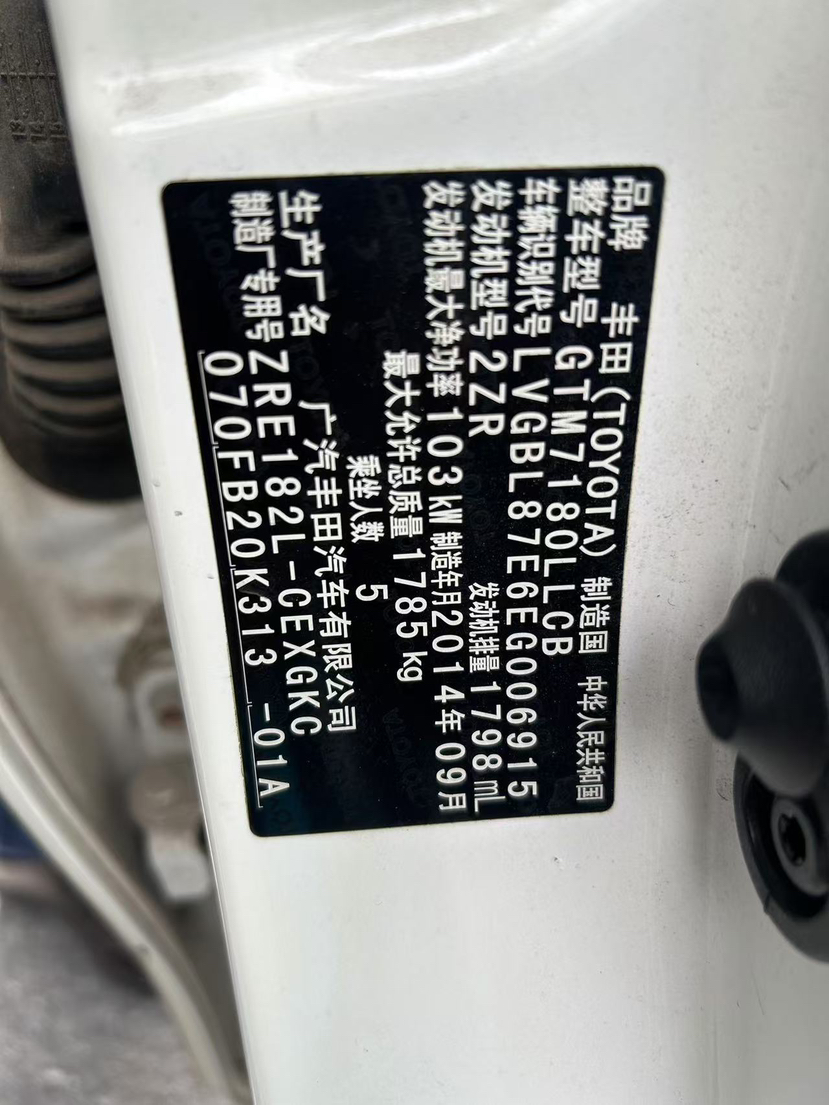 品牌 丰田(TOYOTA) 制造国 中华人民共和国
整车型号 GTM7180LLCB
车辆识别代号 LVGBL87E6EG006915
发动机型号 2ZR 发动机排量 1798mL
发动机最大净功率 103kW 制造年月 2014年09月
最大允许总质量 1785kg
乘坐人数 5
生产厂名 广汽丰田汽车有限公司
制造厂专用号 ZRE182L-CEXGKC
070FB20K313 -01A